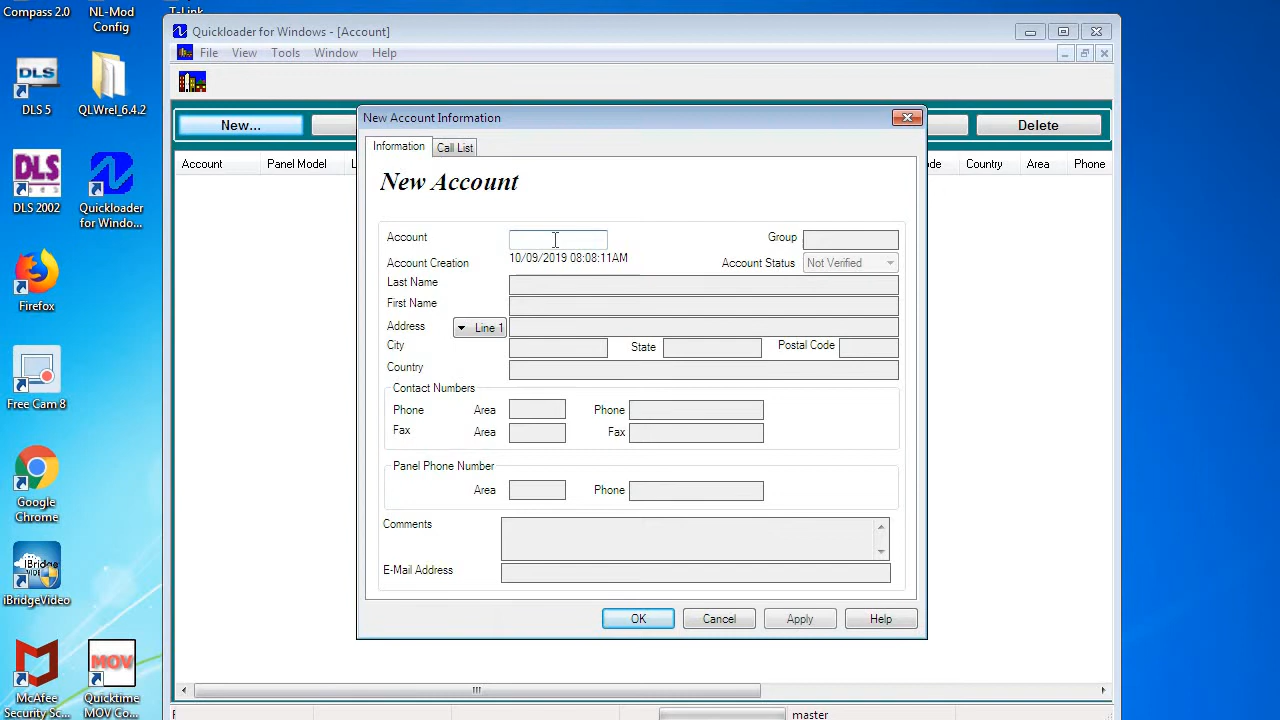 Compass 2.0
NL-Mod
Config
T-Link
DLS 5
QLWrel_6.4.2
DLS 2002
Quickloader
for Windo...
Firefox
Free Cam 8
Google
Chrome
iBridgeVideo
McAfee
Security Sc...
Quicktime
MOV Co...
Quickloader for Windows - [Account]
File View Tools Window Help
New... Delete
Account Panel Model Country Area Phone
New Account Information
Information Call List
New Account
Account Group
Account Creation 10/09/2019 08:08:11AM Account Status Not Verified
Last Name
First Name
Address Line 1
City State Postal Code
Country
Contact Numbers
Phone Area Phone
Fax Area Fax
Panel Phone Number
Area Phone
Comments
E-Mail Address
OK Cancel Apply Help
master